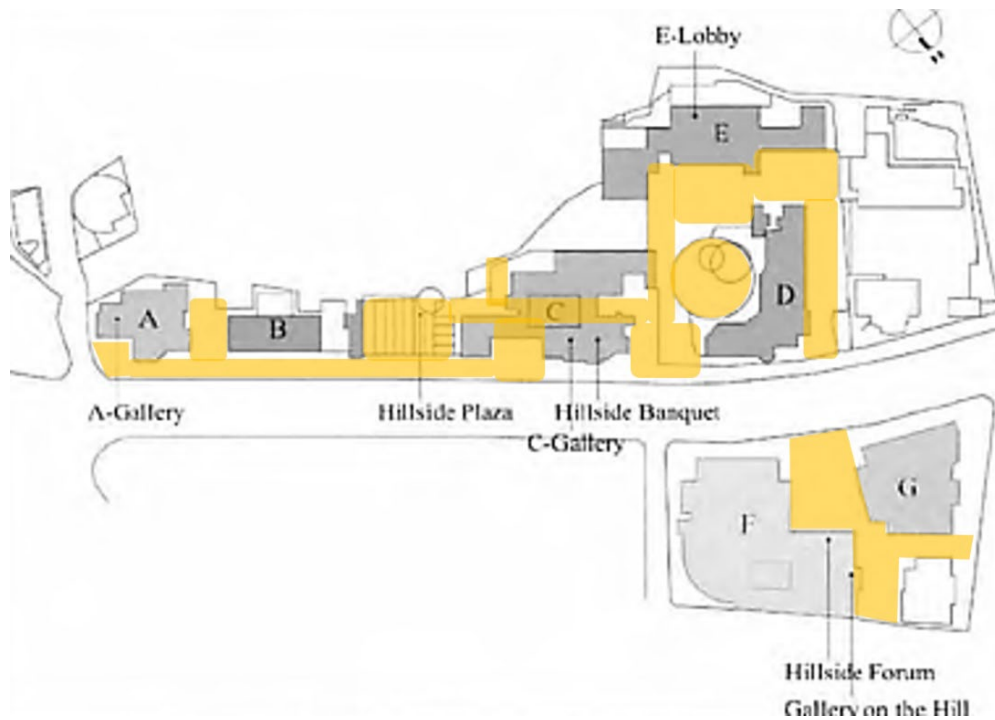 E-Lobby
E
A
B
C
D
A-Gallery
Hillside Plaza
Hillside Banquet
C-Gallery
F
G
Hillside Forum
Gallery on the Hill